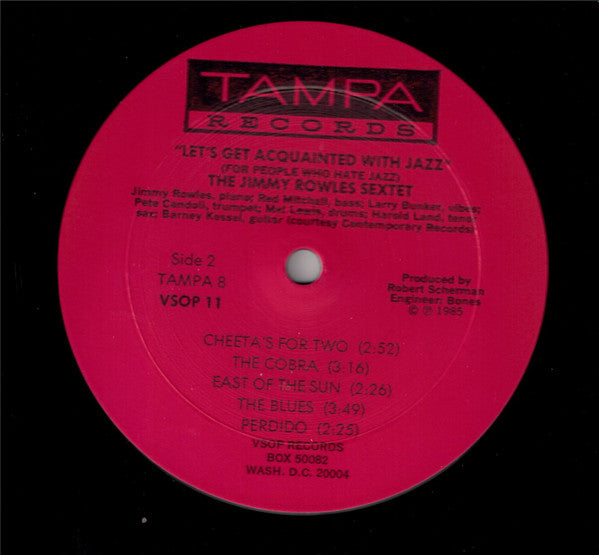 TAMPA
RECORDS
"LET'S GET ACQUAINTED WITH JAZZ"
(FOR PEOPLE WHO HATE JAZZ)
THE JIMMY ROWLES SEXTET
Jimmy Rowles, piano; Red Mitchell, bass; Larry Bunker, vibes;
Pete Candoli, trumpet; Mel Lewis, drums; Harold Land, tenor
sax; Barney Kessel, guitar (courtesy Contemporary Records)
Side 2
TAMPA 8
VSOP 11
Produced by
Robert Scherman
Engineer: Bones
© ℗ 1985
CHEETA'S FOR TWO (2:52)
THE COBRA (3:16)
EAST OF THE SUN (2:26)
THE BLUES (3:49)
PERDIDO (2:25)
VSOP RECORDS
BOX 50082
WASH. D.C. 20004